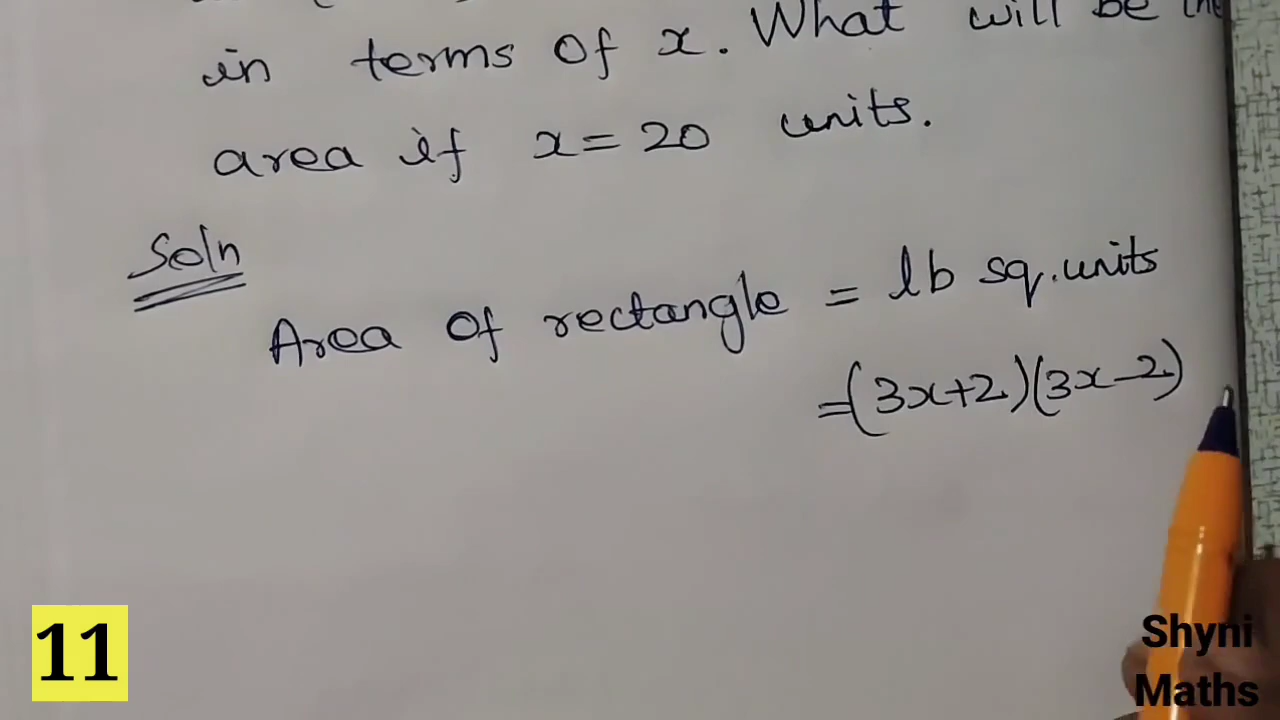 in terms of x. What will be the
area if x = 20 units.
Soln
Area of rectangle = lb sq. units
= (3x+2)(3x-2)
11
Shyni
Maths